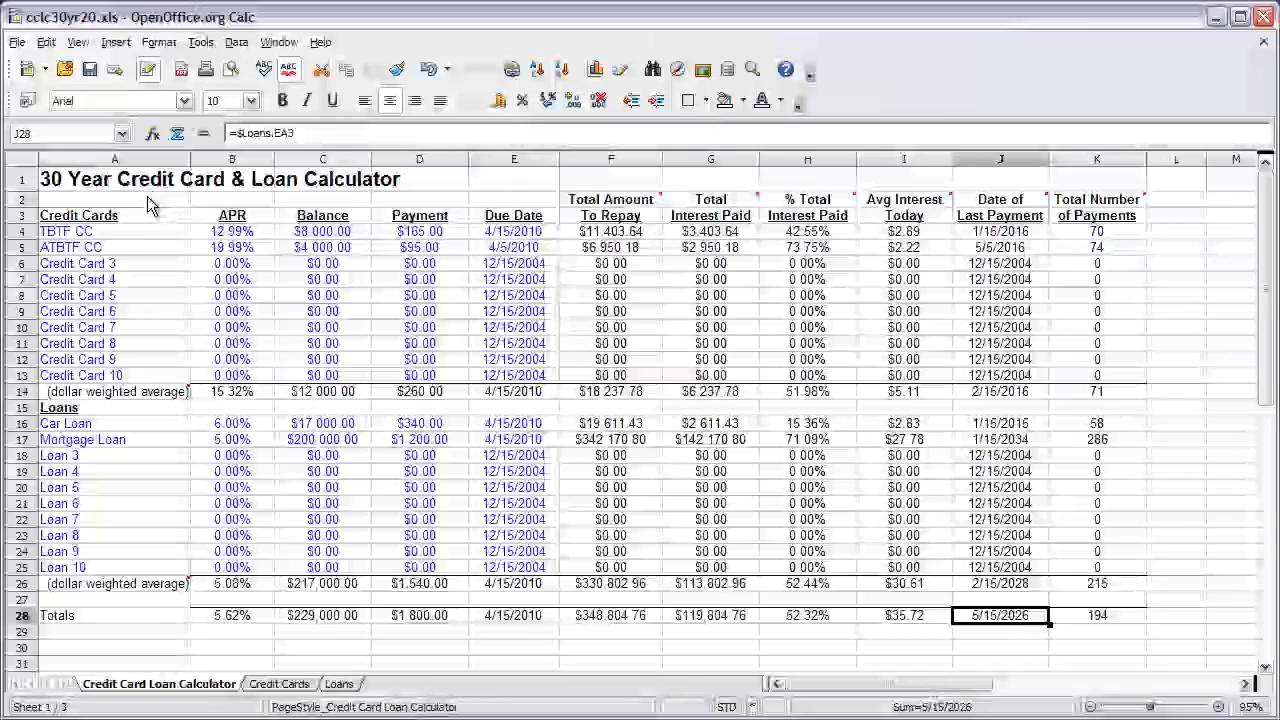 cclc30yr20.xls - OpenOffice.org Calc
File Edit View Insert Format Tools Data Window Help
Arial 10 B I U
J28 =$Loans.EA3
A B C D E F G H I J K L M
1 30 Year Credit Card & Loan Calculator
2 Total Amount Total % Total Avg Interest Date of Total Number
3 Credit Cards APR Balance Payment Due Date To Repay Interest Paid Interest Paid Today Last Payment of Payments
4 TBTF CC 12.99% $8 000.00 $165.00 4/15/2010 $11 403.64 $3.403.64 42.55% $2.89 1/15/2016 70
5 ATBTF CC 19 99% $4 000.00 $95.00 4/5/2010 $6 950.18 $2 950.18 73 75% $2.22 5/5/2016 74
6 Credit Card 3 0.00% $0.00 $0.00 12/15/2004 $0 00 $0.00 0 00% $0.00 12/15/2004 0
7 Credit Card 4 0.00% $0.00 $0.00 12/15/2004 $0 00 $0.00 0 00% $0.00 12/15/2004 0
8 Credit Card 5 0.00% $0.00 $0.00 12/15/2004 $0 00 $0.00 0 00% $0.00 12/15/2004 0
9 Credit Card 6 0.00% $0.00 $0.00 12/15/2004 $0 00 $0.00 0 00% $0.00 12/15/2004 0
10 Credit Card 7 0.00% $0.00 $0.00 12/15/2004 $0 00 $0.00 0 00% $0.00 12/15/2004 0
11 Credit Card 8 0.00% $0.00 $0.00 12/15/2004 $0 00 $0.00 0 00% $0.00 12/15/2004 0
12 Credit Card 9 0.00% $0.00 $0.00 12/15/2004 $0 00 $0.00 0 00% $0.00 12/15/2004 0
13 Credit Card 10 0.00% $0.00 $0.00 12/15/2004 $0 00 $0.00 0 00% $0.00 12/15/2004 0
14 (dollar weighted average) 15 32% $12 000.00 $260.00 4/15/2010 $18 237 78 $6 237.78 51.98% $5.11 2/15/2016 71
15 Loans
16 Car Loan 6.00% $17 000.00 $340.00 4/15/2010 $19 611.43 $2 611.43 15 36% $2.83 1/15/2015 58
17 Mortgage Loan 5.00% $200 000.00 $1 200.00 4/15/2010 $342 170 80 $142 170 80 71 09% $27 78 1/15/2034 286
18 Loan 3 0.00% $0.00 $0.00 12/15/2004 $0 00 $0.00 0 00% $0.00 12/15/2004 0
19 Loan 4 0.00% $0.00 $0.00 12/15/2004 $0 00 $0.00 0 00% $0.00 12/15/2004 0
20 Loan 5 0.00% $0.00 $0.00 12/15/2004 $0 00 $0.00 0 00% $0.00 12/15/2004 0
21 Loan 6 0.00% $0.00 $0.00 12/15/2004 $0 00 $0.00 0 00% $0.00 12/15/2004 0
22 Loan 7 0.00% $0.00 $0.00 12/15/2004 $0 00 $0.00 0 00% $0.00 12/15/2004 0
23 Loan 8 0.00% $0.00 $0.00 12/15/2004 $0 00 $0.00 0 00% $0.00 12/15/2004 0
24 Loan 9 0.00% $0.00 $0.00 12/15/2004 $0 00 $0.00 0 00% $0.00 12/15/2004 0
25 Loan 10 0.00% $0.00 $0.00 12/15/2004 $0 00 $0.00 0 00% $0.00 12/15/2004 0
26 (dollar weighted average) 5.08% $217,000.00 $1.540.00 4/15/2010 $330,802 96 $113,802.96 52 44% $30.61 2/15/2028 215
27
28 Totals 5 62% $229,000.00 $1 800.00 4/15/2010 $348,804 76 $119,804 76 52.32% $35.72 5/15/2026 194
29
30
31
Credit Card Loan Calculator Credit Cards Loans
Sheet 1 / 3 PageStyle_Credit Card Loan Calculator STD Sum=5/15/2026 95%